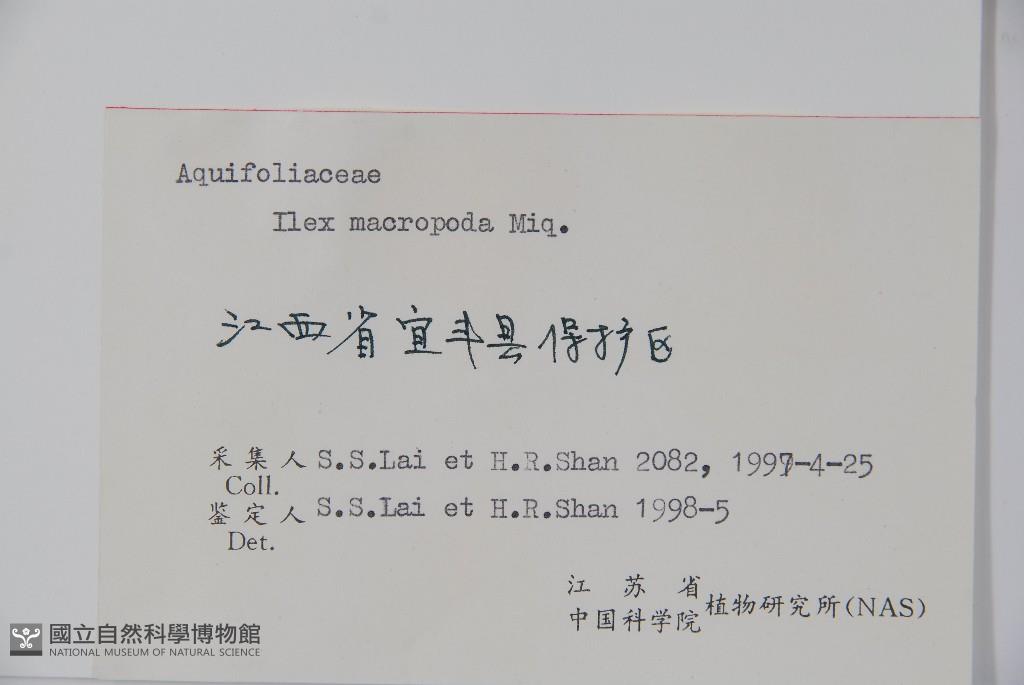 Aquifoliaceae
Ilex macropoda Miq.
江西省宜丰县保护区
采集人 S.S.Lai et H.R.Shan 2082, 1997-4-25
Coll.
鉴定人 S.S.Lai et H.R.Shan 1998-5
Det.
江苏省
中国科学院植物研究所(NAS)
國立自然科學博物館
NATIONAL MUSEUM OF NATURAL SCIENCE